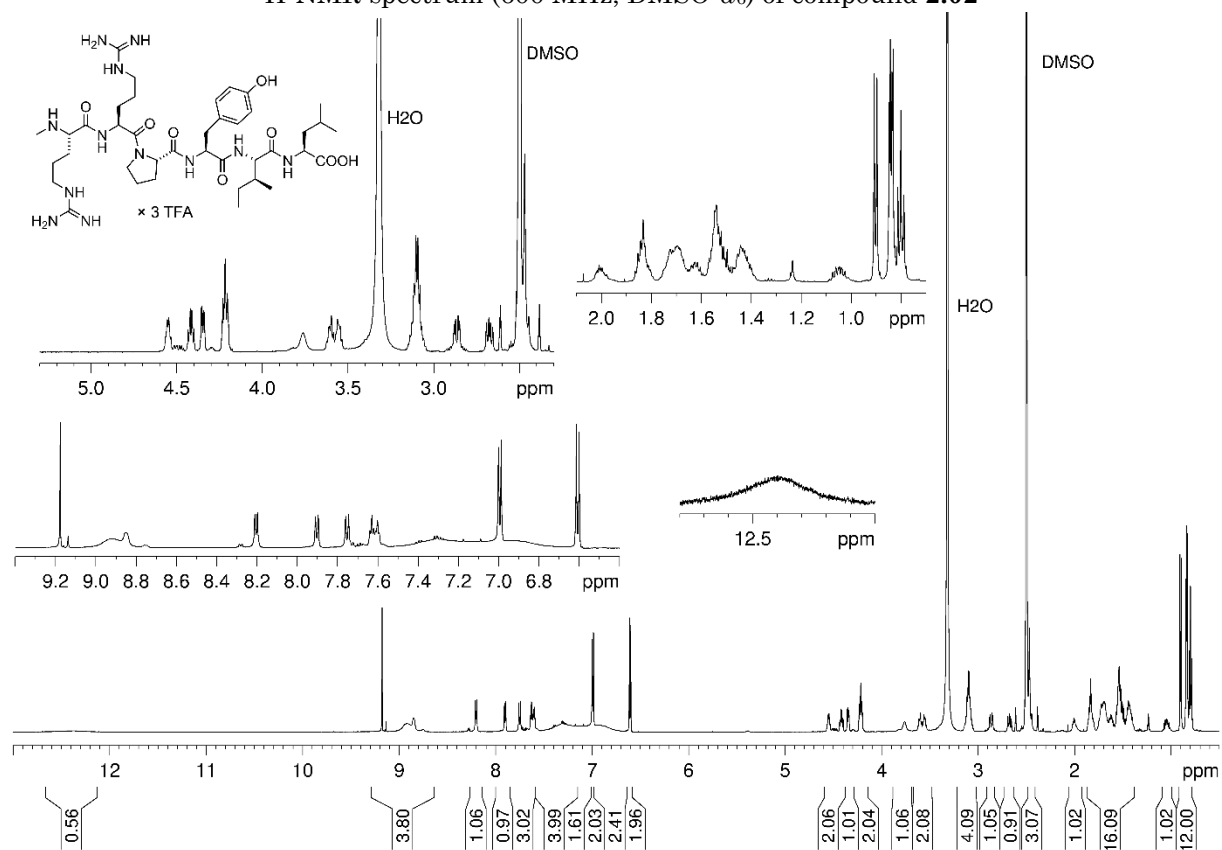 ¹H NMR spectrum (600 MHz, DMSO-d₆) of compound 2.02
H₂N NH
NH
OH
O O O O
H
N N
H
N O N
H
O N
H
COOH
NH
H₂N NH
× 3 TFA
H2O
DMSO
5.0 4.5 4.0 3.5 3.0 ppm
2.0 1.8 1.6 1.4 1.2 1.0 ppm
DMSO
H2O
9.2 9.0 8.8 8.6 8.4 8.2 8.0 7.8 7.6 7.4 7.2 7.0 6.8 ppm
12.5 ppm
12 11 10 9 8 7 6 5 4 3 2 ppm
0.56 3.80 1.06 0.97 3.02 3.99 1.61 2.03 2.41 1.96 2.06 1.01 2.04 1.06 2.08 4.09 1.05 0.91 3.07 1.02 16.09 1.02 12.00